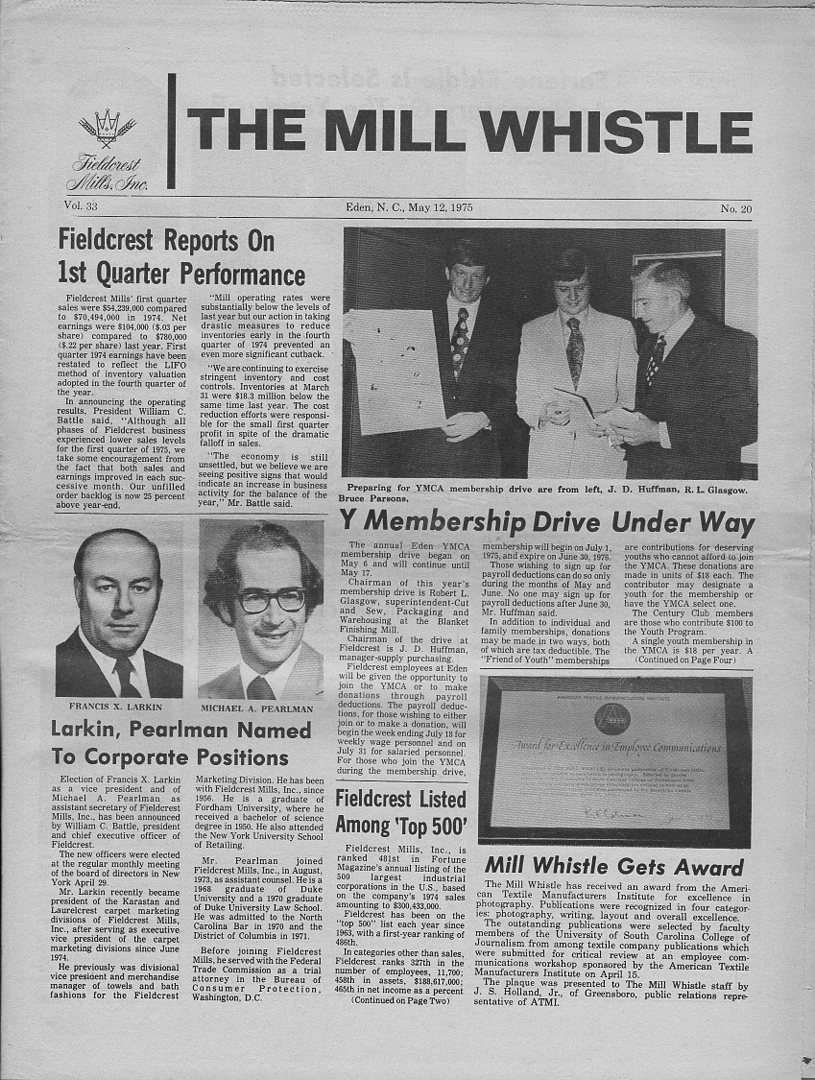 Fieldcrest
Mills, Inc.
THE MILL WHISTLE
Vol. 33
Eden, N. C., May 12, 1975
No. 20
Fieldcrest Reports On
1st Quarter Performance
Fieldcrest Mills' first quarter
sales were $54,239,000 compared
to $70,494,000 in 1974. Net
earnings were $104,000 ($.03 per
share) compared to $780,000
($.22 per share) last year. First
quarter 1974 earnings have been
restated to reflect the LIFO
method of inventory valuation
adopted in the fourth quarter of
the year.
In announcing the operating
results, President William C.
Battle said, "Although all
phases of Fieldcrest business
experienced lower sales levels
for the first quarter of 1975, we
take some encouragement from
the fact that both sales and
earnings improved in each suc-
cessive month. Our unfilled
order backlog is now 25 percent
above year-end.
"Mill operating rates were
substantially below the levels of
last year but our action in taking
drastic measures to reduce
inventories early in the fourth
quarter of 1974 prevented an
even more significant cutback.
"We are continuing to exercise
stringent inventory and cost
controls. Inventories at March
31 were $18.3 million below the
same time last year. The cost
reduction efforts were responsi-
ble for the small first quarter
profit in spite of the dramatic
falloff in sales.
"The economy is still
unsettled, but we believe we are
seeing positive signs that would
indicate an increase in business
activity for the balance of the
year," Mr. Battle said.
Preparing for YMCA membership drive are from left, J. D. Huffman, R. L. Glasgow.
Bruce Parsons,
Y Membership Drive Under Way
The annual Eden YMCA
membership drive began on
May 6 and will continue until
May 17.
Chairman of this year's
membership drive is Robert L.
Glasgow, superintendent-Cut
and Sew, Packaging and
Warehousing at the Blanket
Finishing Mill.
Chairman of the drive at
Fieldcrest is J. D. Huffman,
manager-supply purchasing.
Fieldcrest employees at Eden
will be given the opportunity to
join the YMCA or to make
donations through payroll
deductions. The payroll deduc-
tions, for those wishing to either
join or to make a donation, will
begin the week ending July 18 for
weekly wage personnel and on
July 31 for salaried personnel.
For those who join the YMCA
during the membership drive,
membership will begin on July 1,
1975, and expire on June 30, 1976.
Those wishing to sign up for
payroll deductions can do so only
during the months of May and
June. No one may sign up for
payroll deductions after June 30,
Mr. Huffman said.
In addition to individual and
family memberships, donations
may be made in two ways, both
of which are tax deductible. The
"Friend of Youth" memberships
are contributions for deserving
youths who cannot afford to join
the YMCA. These donations are
made in units of $18 each. The
contributor may designate a
youth for the membership or
have the YMCA select one.
The Century Club members
are those who contribute $100 to
the Youth Program.
A single youth membership in
the YMCA is $18 per year. A
(Continued on Page Four)
FRANCIS X. LARKIN
MICHAEL A. PEARLMAN
Larkin, Pearlman Named
To Corporate Positions
Election of Francis X. Larkin
as a vice president and of
Michael A. Pearlman as
assistant secretary of Fieldcrest
Mills, Inc., has been announced
by William C. Battle, president
and chief executive officer of
Fieldcrest.
The new officers were elected
at the regular monthly meeting
of the board of directors in New
York April 29.
Mr. Larkin recently became
president of the Karastan and
Laurelcrest carpet marketing
divisions of Fieldcrest Mills,
Inc., after serving as executive
vice president of the carpet
marketing divisions since June
1974.
He previously was divisional
vice president and merchandise
manager of towels and bath
fashions for the Fieldcrest
Marketing Division. He has been
with Fieldcrest Mills, Inc., since
1956. He is a graduate of
Fordham University, where he
received a bachelor of science
degree in 1950. He also attended
the New York University School
of Retailing.
Mr. Pearlman joined
Fieldcrest Mills, Inc., in August,
1973, as assistant counsel. He is a
1968 graduate of Duke
University and a 1970 graduate
of Duke University Law School.
He was admitted to the North
Carolina Bar in 1970 and the
District of Columbia in 1971.
Before joining Fieldcrest
Mills, he served with the Federal
Trade Commission as a trial
attorney in the Bureau of
Consumer Protection,
Washington, D.C.
Fieldcrest Listed
Among 'Top 500'
Fieldcrest Mills, Inc., is
ranked 481st in Fortune
Magazine's annual listing of the
500 largest industrial
corporations in the U.S., based
on the company's 1974 sales
amounting to $300,433,000.
Fieldcrest has been on the
"top 500" list each year since
1963, with a first-year ranking of
486th.
In categories other than sales,
Fieldcrest ranks 327th in the
number of employees, 11,700;
458th in assets, $188,617,000;
465th in net income as a percent
(Continued on Page Two)
AMERICAN TEXTILE MANUFACTURERS INSTITUTE
Award for Excellence in Employee Communications
Mill Whistle Gets Award
The Mill Whistle has received an award from the Ameri-
can Textile Manufacturers Institute for excellence in
photography. Publications were recognized in four categor-
ies: photography, writing, layout and overall excellence.
The outstanding publications were selected by faculty
members of the University of South Carolina College of
Journalism from among textile company publications which
were submitted for critical review at an employee com-
munications workshop sponsored by the American Textile
Manufacturers Institute on April 15.
The plaque was presented to The Mill Whistle staff by
J. S. Holland, Jr., of Greensboro, public relations repre-
sentative of ATMI.